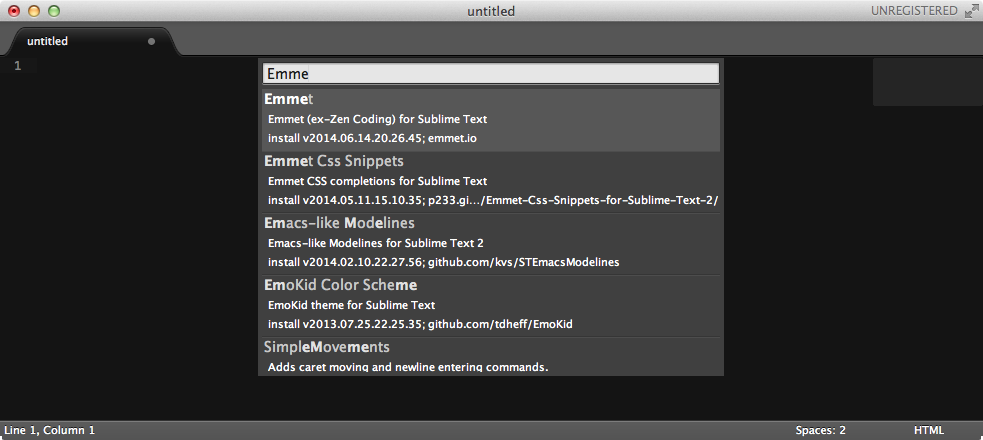 untitled
UNREGISTERED
untitled
1
Emme
Emmet
Emmet (ex-Zen Coding) for Sublime Text
install v2014.06.14.20.26.45; emmet.io
Emmet Css Snippets
Emmet CSS completions for Sublime Text
install v2014.05.11.15.10.35; p233.gi.../Emmet-Css-Snippets-for-Sublime-Text-2/
Emacs-like Modelines
Emacs-like Modelines for Sublime Text 2
install v2014.02.10.22.27.56; github.com/kvs/STEmacsModelines
EmoKid Color Scheme
EmoKid theme for Sublime Text
install v2013.07.25.22.25.35; github.com/tdheff/EmoKid
SimpleMovements
Adds caret moving and newline entering commands.
Line 1, Column 1
Spaces: 2
HTML